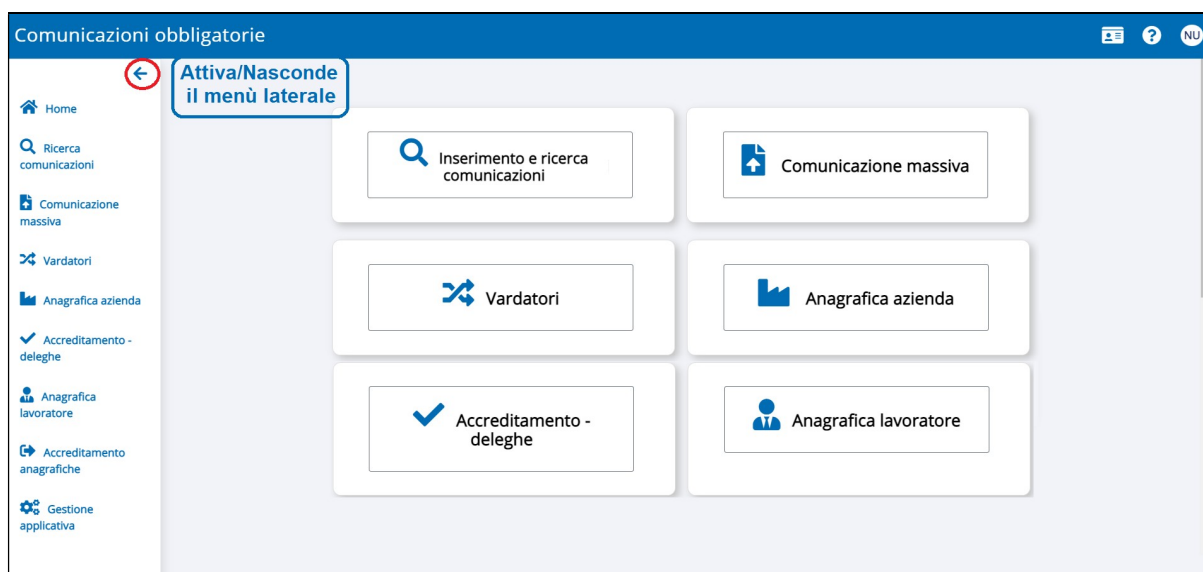 Comunicazioni obbligatorie
NU
Attiva/Nasconde
il menù laterale
Home
Ricerca
comunicazioni
Comunicazione
massiva
Vardatori
Anagrafica azienda
Accreditamento -
deleghe
Anagrafica
lavoratore
Accreditamento
anagrafiche
Gestione
applicativa
Inserimento e ricerca
comunicazioni
Comunicazione massiva
Vardatori
Anagrafica azienda
Accreditamento -
deleghe
Anagrafica lavoratore